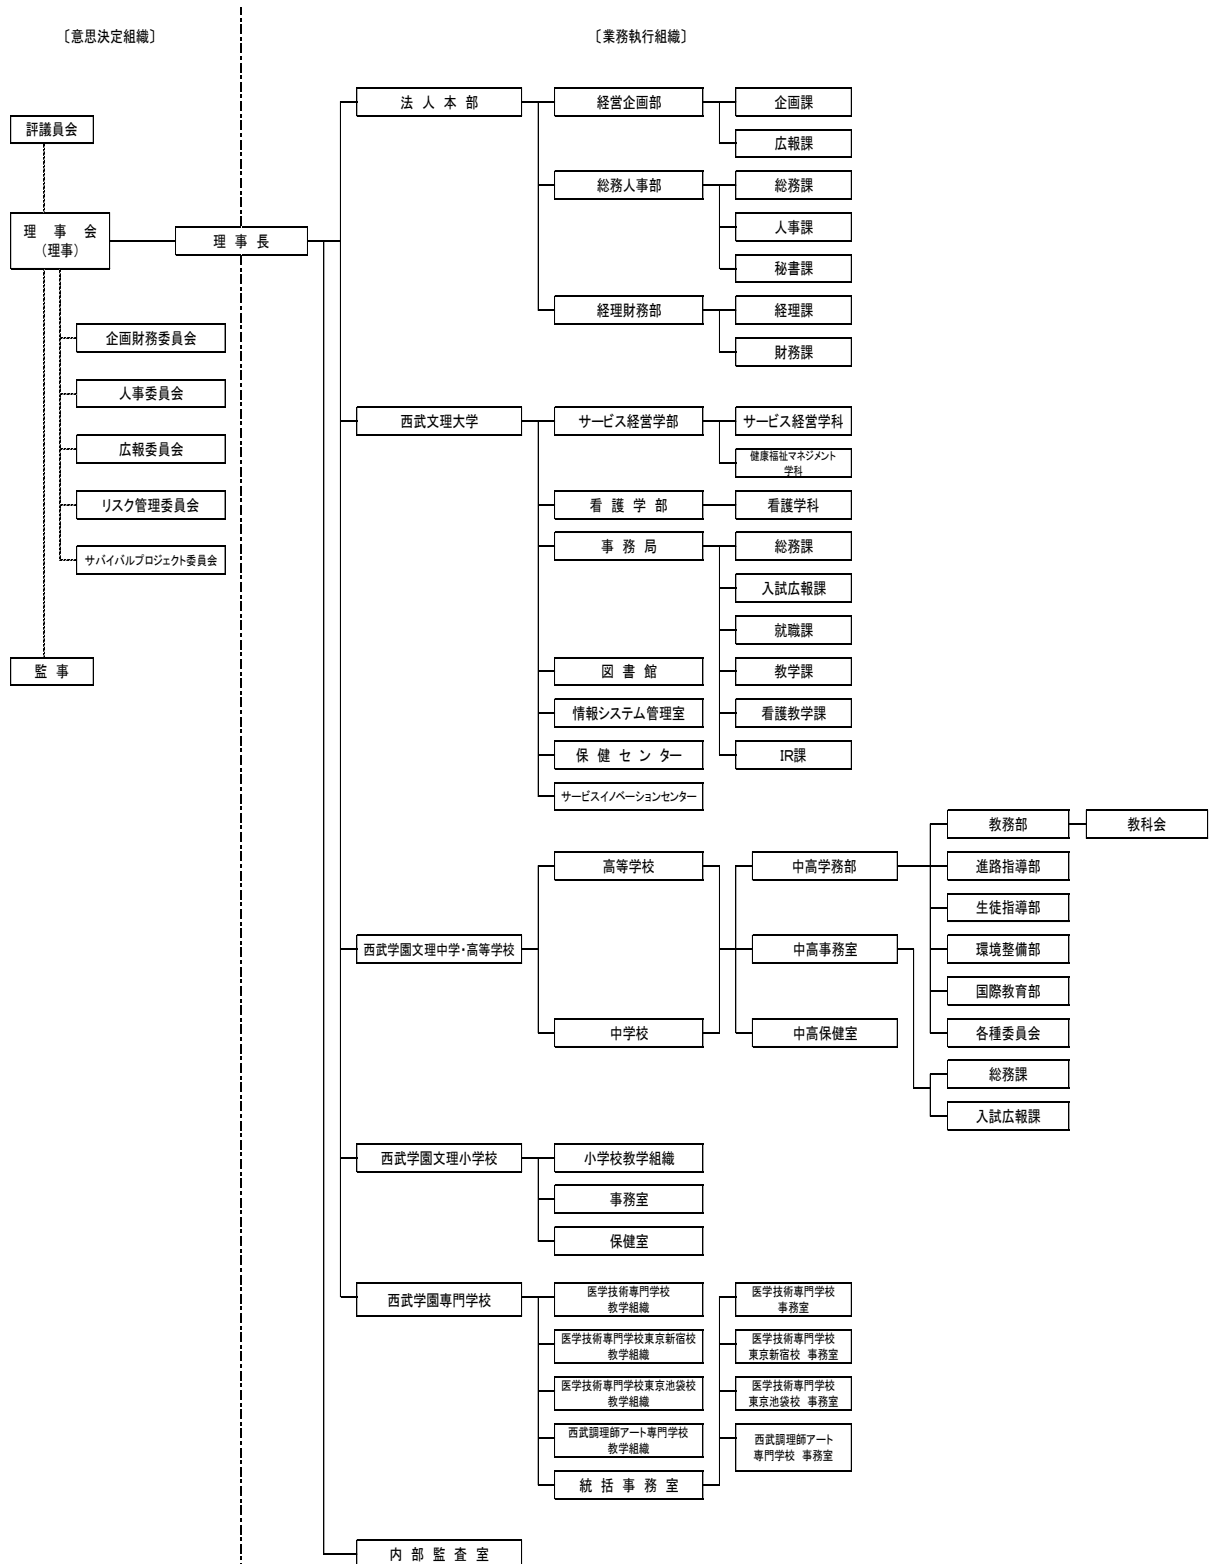 〔意思決定組織〕
〔業務執行組織〕
評議員会
理　事　会
（理事）
理 事 長
企画財務委員会
人事委員会
広報委員会
リスク管理委員会
サバイバルプロジェクト委員会
監 事
法 人 本 部
経営企画部
企画課
広報課
総務人事部
総務課
人事課
秘書課
経理財務部
経理課
財務課
西武文理大学
サービス経営学部
サービス経営学科
健康福祉マネジメント
学科
看 護 学 部
看護学科
事 務 局
総務課
入試広報課
就職課
教学課
看護教学課
IR課
図 書 館
情報システム管理室
保 健 セ ン タ ー
サービスイノベーションセンター
西武学園文理中学・高等学校
高等学校
中学校
中高学務部
教務部
教科会
進路指導部
生徒指導部
環境整備部
国際教育部
各種委員会
中高事務室
総務課
入試広報課
中高保健室
西武学園文理小学校
小学校教学組織
事務室
保健室
西武学園専門学校
医学技術専門学校
教学組織
医学技術専門学校東京新宿校
教学組織
医学技術専門学校東京池袋校
教学組織
西武調理師アート専門学校
教学組織
統 括 事 務 室
医学技術専門学校
事務室
医学技術専門学校
東京新宿校 事務室
医学技術専門学校
東京池袋校 事務室
西武調理師アート
専門学校 事務室
内 部 監 査 室